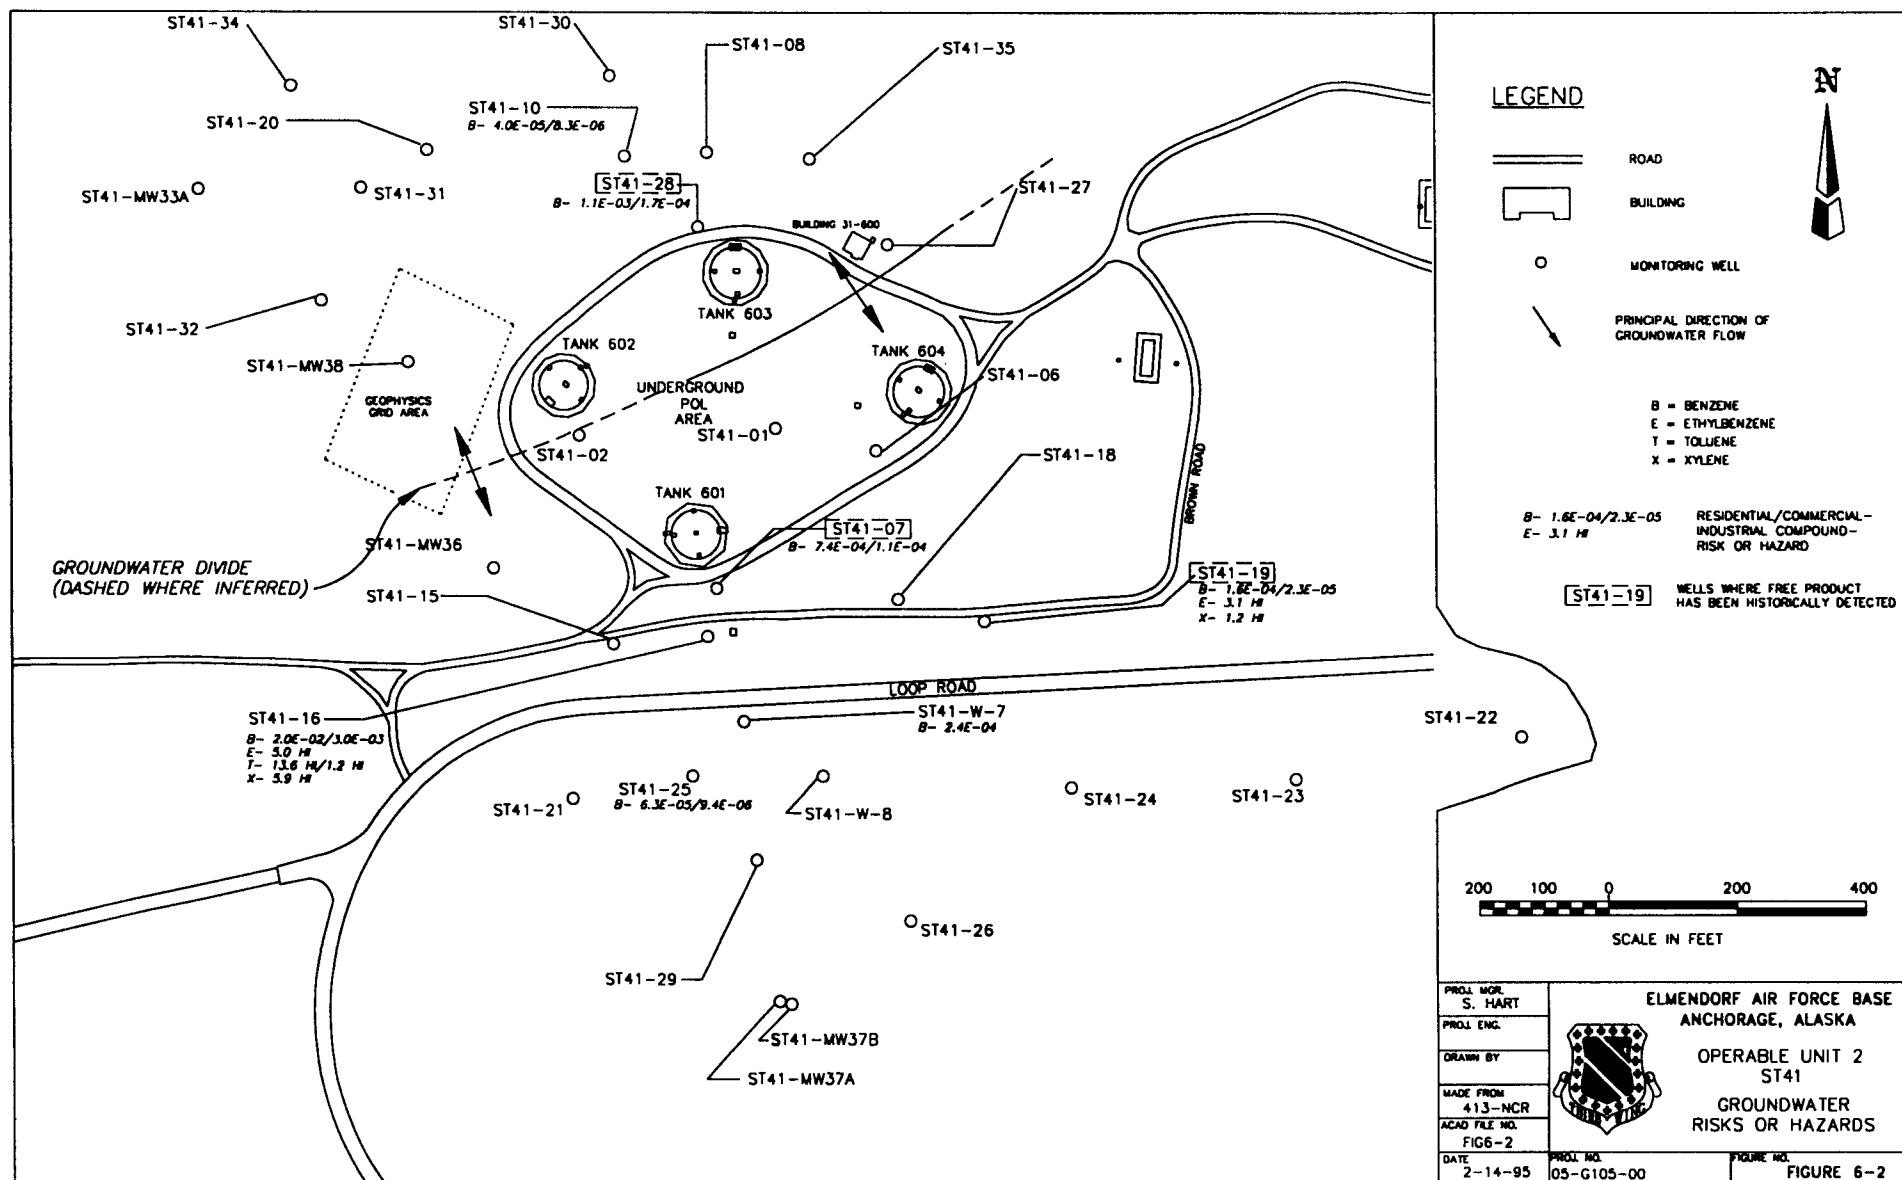 ST41-34
ST41-30
ST41-08
ST41-35
ST41-10
B- 4.0E-05/8.3E-06
ST41-20
ST41-MW33A
ST41-31
ST41-28
B- 1.1E-03/1.7E-04
ST41-27
BUILDING 31-600
TANK 603
ST41-32
TANK 602
TANK 604
ST41-MW38
ST41-06
GEOPHYSICS
GRID AREA
UNDERGROUND
POL
AREA
ST41-01
ST41-02
ST41-18
BROWN ROAD
TANK 601
ST41-07
B- 7.4E-04/1.1E-04
ST41-MW36
GROUNDWATER DIVIDE
(DASHED WHERE INFERRED)
ST41-15
ST41-19
B- 1.6E-04/2.3E-05
E- 3.1 HI
X- 1.2 HI
LOOP ROAD
ST41-16
B- 2.0E-02/3.0E-03
E- 5.0 HI
T- 13.6 HI/1.2 HI
X- 5.9 HI
ST41-W-7
B- 2.4E-04
ST41-22
ST41-21
ST41-25
B- 6.3E-05/9.4E-06
ST41-W-8
ST41-24
ST41-23
ST41-26
ST41-29
ST41-MW37B
ST41-MW37A
LEGEND
N
ROAD
BUILDING
MONITORING WELL
PRINCIPAL DIRECTION OF
GROUNDWATER FLOW
B = BENZENE
E = ETHYLBENZENE
T = TOLUENE
X = XYLENE
B- 1.6E-04/2.3E-05
E- 3.1 HI
RESIDENTIAL/COMMERCIAL-
INDUSTRIAL COMPOUND-
RISK OR HAZARD
ST41-19
WELLS WHERE FREE PRODUCT
HAS BEEN HISTORICALLY DETECTED
200 100 0 200 400
SCALE IN FEET
PROJ. MGR.
S. HART
PROJ. ENG.
DRAWN BY
MADE FROM
413-NCR
ACAD FILE NO.
FIG6-2
DATE
2-14-95
THIRD WING
ELMENDORF AIR FORCE BASE
ANCHORAGE, ALASKA
OPERABLE UNIT 2
ST41
GROUNDWATER
RISKS OR HAZARDS
PROJ. NO.
05-G105-00
FIGURE NO.
FIGURE 6-2